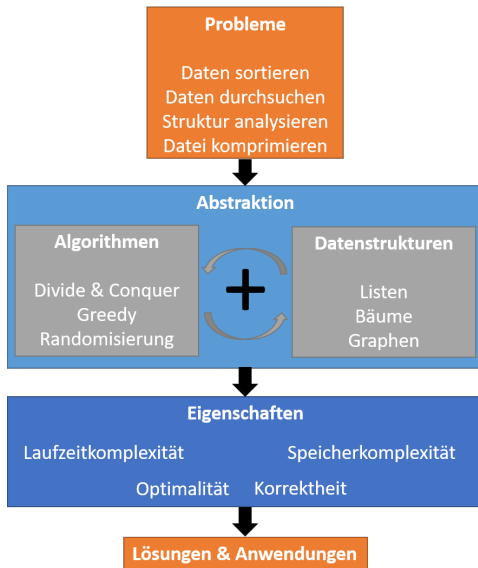 Probleme
Daten sortieren
Daten durchsuchen
Struktur analysieren
Datei komprimieren
Abstraktion
Algorithmen
Divide & Conquer
Greedy
Randomisierung
+
Datenstrukturen
Listen
Bäume
Graphen
Eigenschaften
Laufzeitkomplexität Speicherkomplexität
Optimalität Korrektheit
Lösungen & Anwendungen